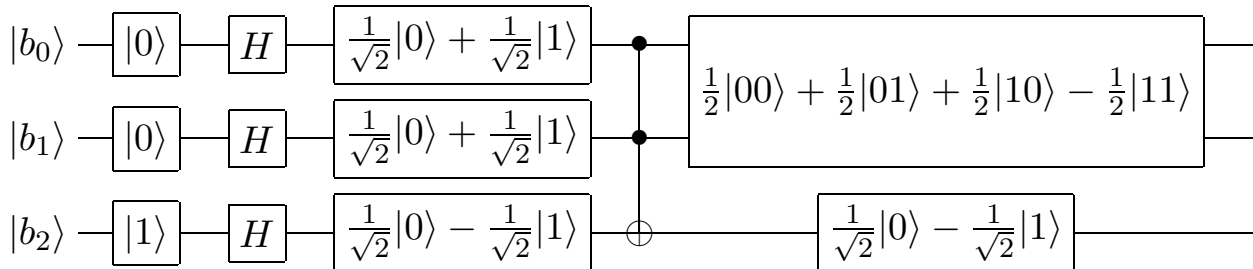 |b₀⟩ |0⟩ H 1/√2|0⟩ + 1/√2|1⟩ 1/2|00⟩ + 1/2|01⟩ + 1/2|10⟩ − 1/2|11⟩
|b₁⟩ |0⟩ H 1/√2|0⟩ + 1/√2|1⟩
|b₂⟩ |1⟩ H 1/√2|0⟩ − 1/√2|1⟩ 1/√2|0⟩ − 1/√2|1⟩